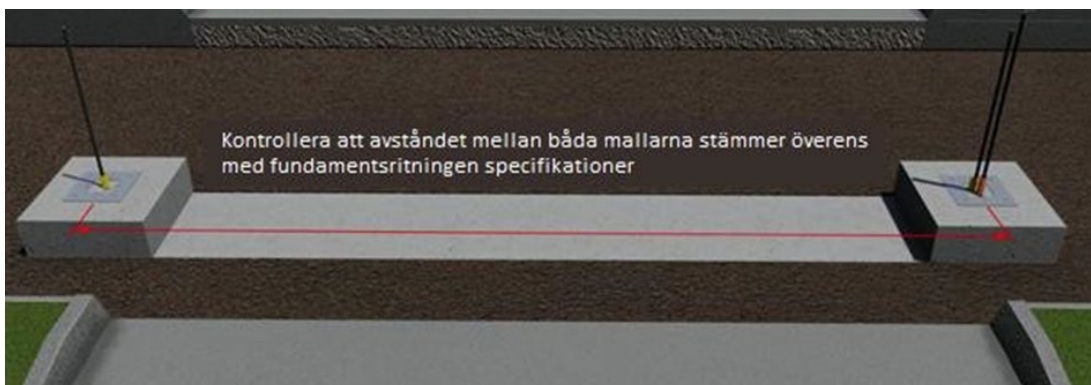 Kontrollera att avståndet mellan båda mallarna stämmer överens
med fundamentsritningen specifikationer